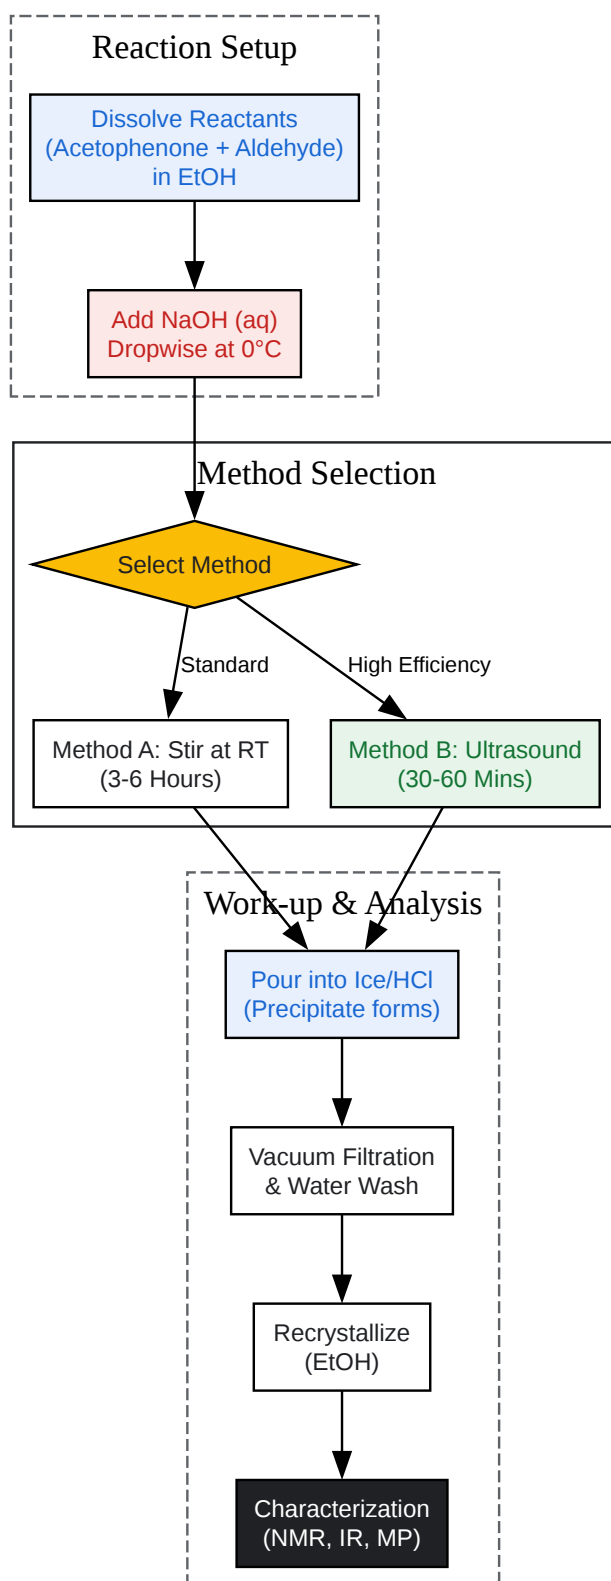 Reaction Setup
Dissolve Reactants
(Acetophenone + Aldehyde)
in EtOH
Add NaOH (aq)
Dropwise at 0°C
Method Selection
Select Method
Standard
High Efficiency
Method A: Stir at RT
(3-6 Hours)
Method B: Ultrasound
(30-60 Mins)
Work-up & Analysis
Pour into Ice/HCl
(Precipitate forms)
Vacuum Filtration
& Water Wash
Recrystallize
(EtOH)
Characterization
(NMR, IR, MP)